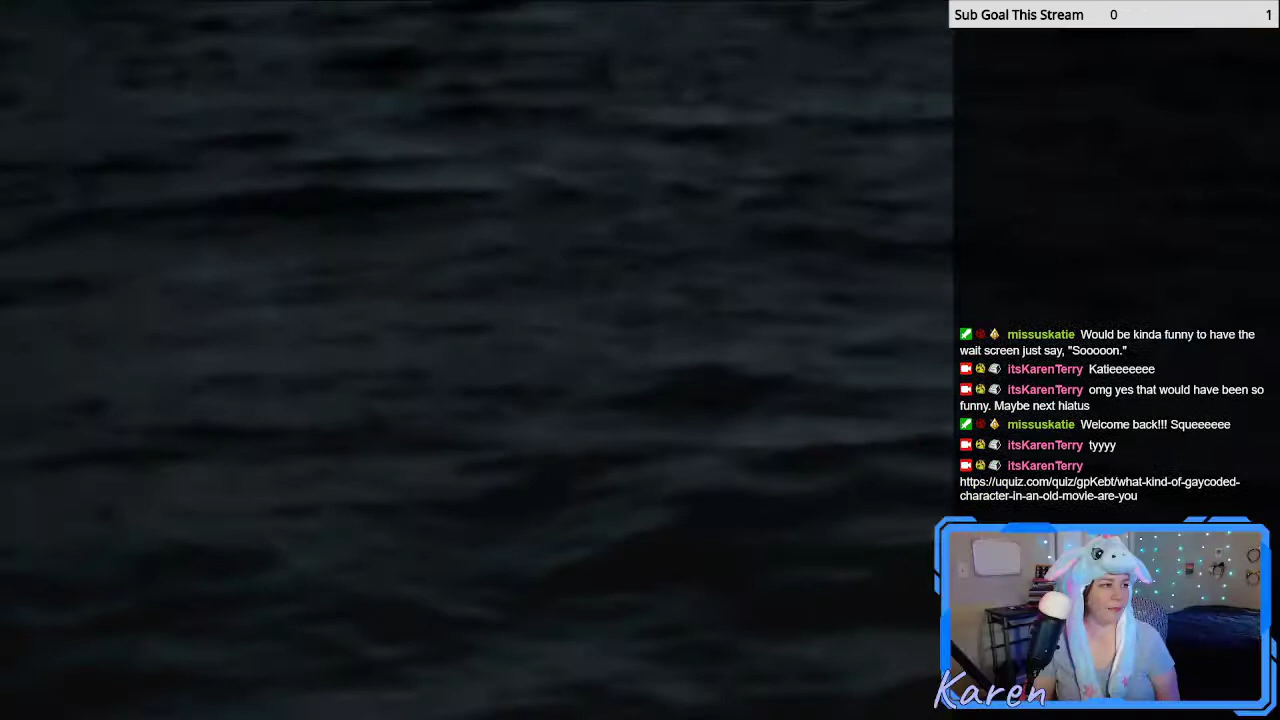 Sub Goal This Stream 0 1
missuskatie Would be kinda funny to have the
wait screen just say, "Sooooon."
itsKarenTerry Katieeeeeee
itsKarenTerry omg yes that would have been so
funny. Maybe next hiatus
missuskatie Welcome back!!! Squeeeeee
itsKarenTerry tyyyy
itsKarenTerry
https://uquiz.com/quiz/gpKebt/what-kind-of-gaycoded-
character-in-an-old-movie-are-you
Karen